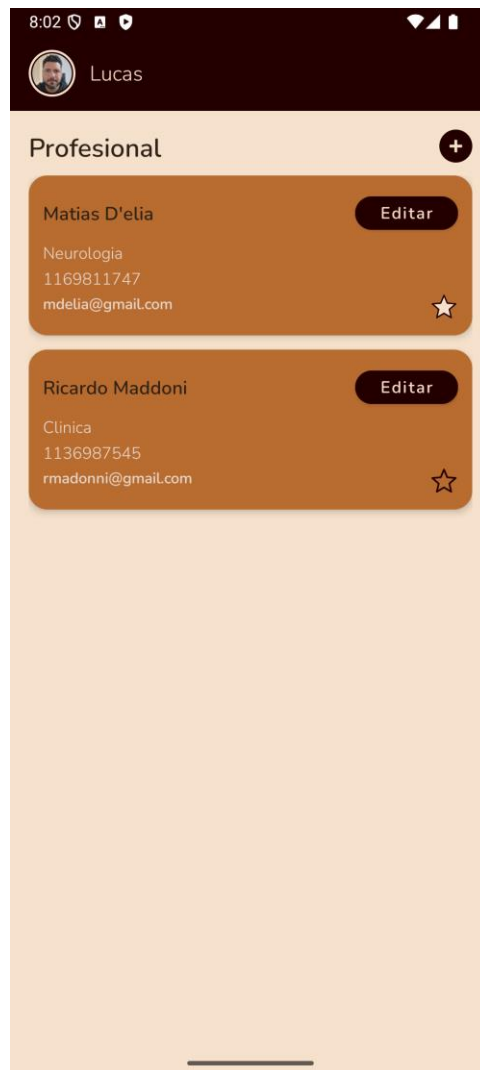 8:02
Lucas
Profesional
Matias D'elia
Editar
Neurologia
1169811747
mdelia@gmail.com
Ricardo Maddoni
Editar
Clinica
1136987545
rmadonni@gmail.com